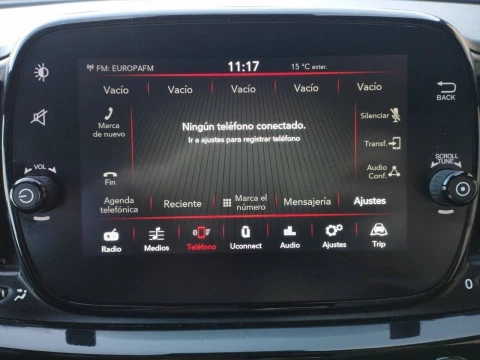 FM: EUROPAFM 11:17 15 °C exter.
Vacío Vacío Vacío Vacío Vacío
BACK
Marca
de nuevo
Ningún teléfono conectado.
Ir a ajustes para registrar teléfono
Silenciar
Transf.
VOL
SCROLL
TUNE
Fin
Audio
Conf.
Agenda
telefónica
Reciente
Marca el
número
Mensajería
Ajustes
Radio Medios Teléfono Uconnect Audio Ajustes Trip
0